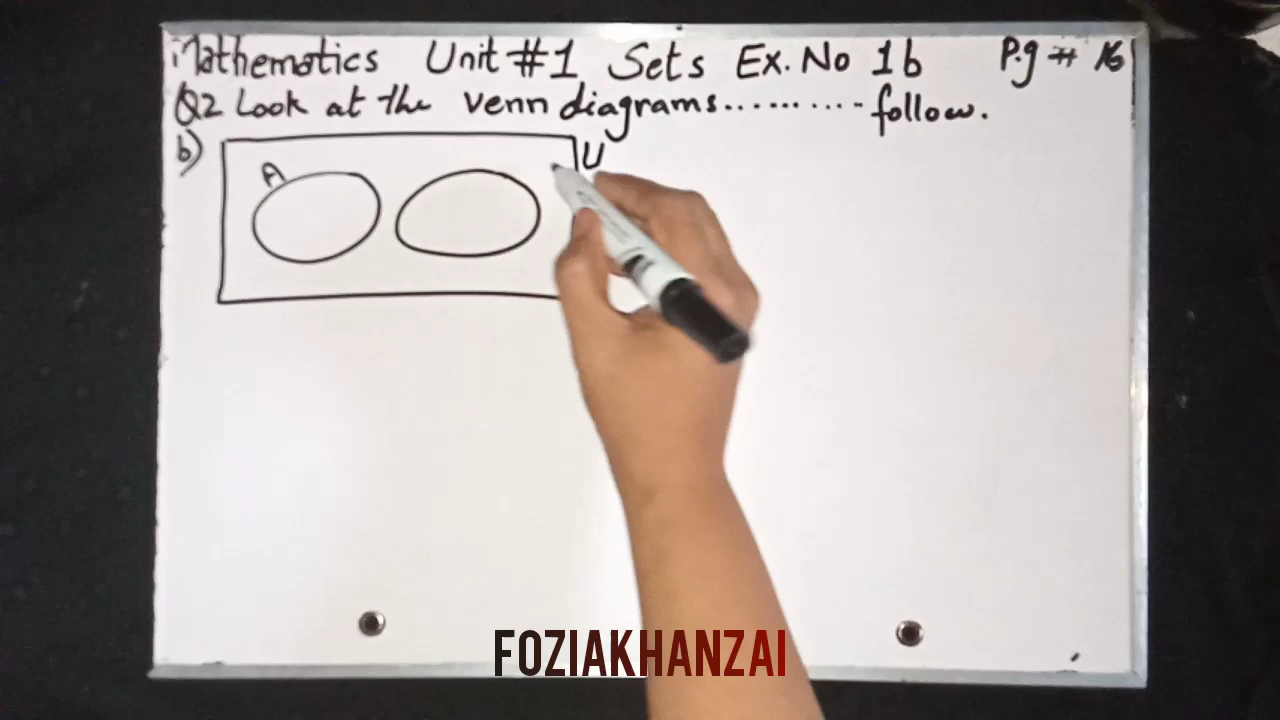 Mathematics Unit #1 Sets Ex. No 1b P.g # 16
Q2 Look at the venn diagrams.......... follow.
b)
U
A
FOZIAKHANZAI